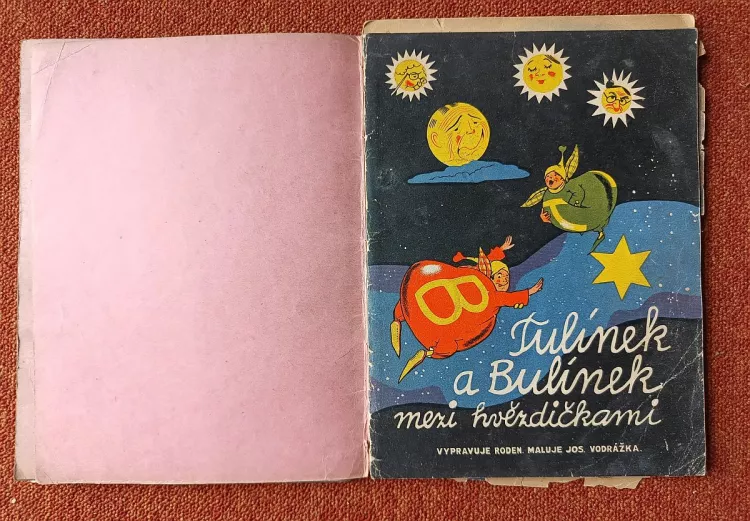 T
B
Tulínek
a Bulínek
mezi hvězdičkami
VYPRAVUJE RODEN. MALUJE JOS. VODRÁŽKA.